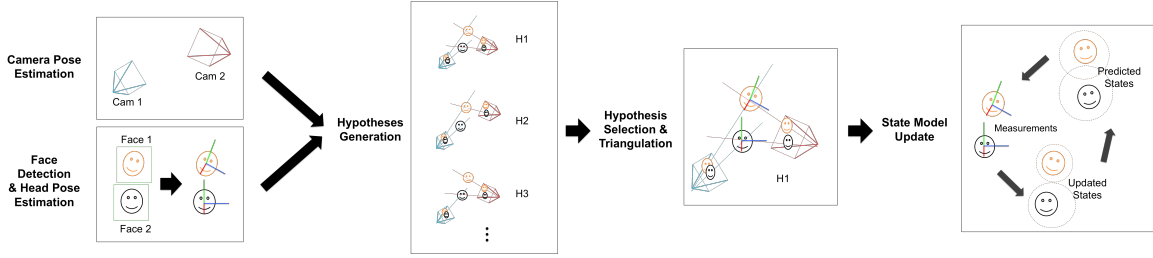 Camera Pose
Estimation
Cam 1
Cam 2
Face
Detection
& Head Pose
Estimation
Face 1
Face 2
Hypotheses
Generation
H1
H2
H3
Hypothesis
Selection &
Triangulation
H1
State Model
Update
Predicted
States
Measurements
Updated
States